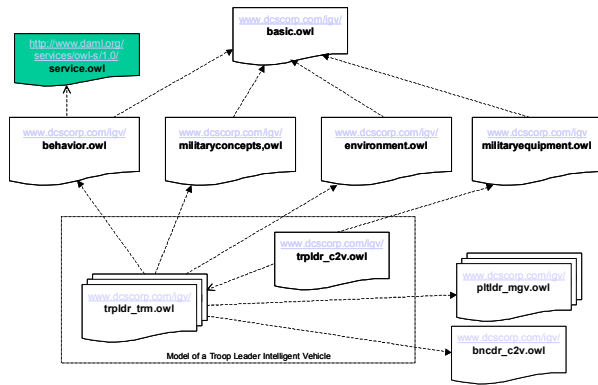 www.dcscorp.com/igv/
basic.owl
http://www.daml.org/
services/owl-s/1.0/
service.owl
www.dcscorp.com/igv/
behavior.owl
www.dcscorp.com/igv/
militaryconcepts,owl
www.dcscorp.com/igv/
environment.owl
www.dcscorp.com/igv/
militaryequipment.owl
www.dcscorp.com/igv/
trpldr_c2v.owl
www.dcscorp.com/igv/
trpldr_trm.owl
www.dcscorp.com/igv/
pltldr_mgv.owl
www.dcscorp.com/igv/
bncdr_c2v.owl
Model of a Troop Leader Intelligent Vehicle